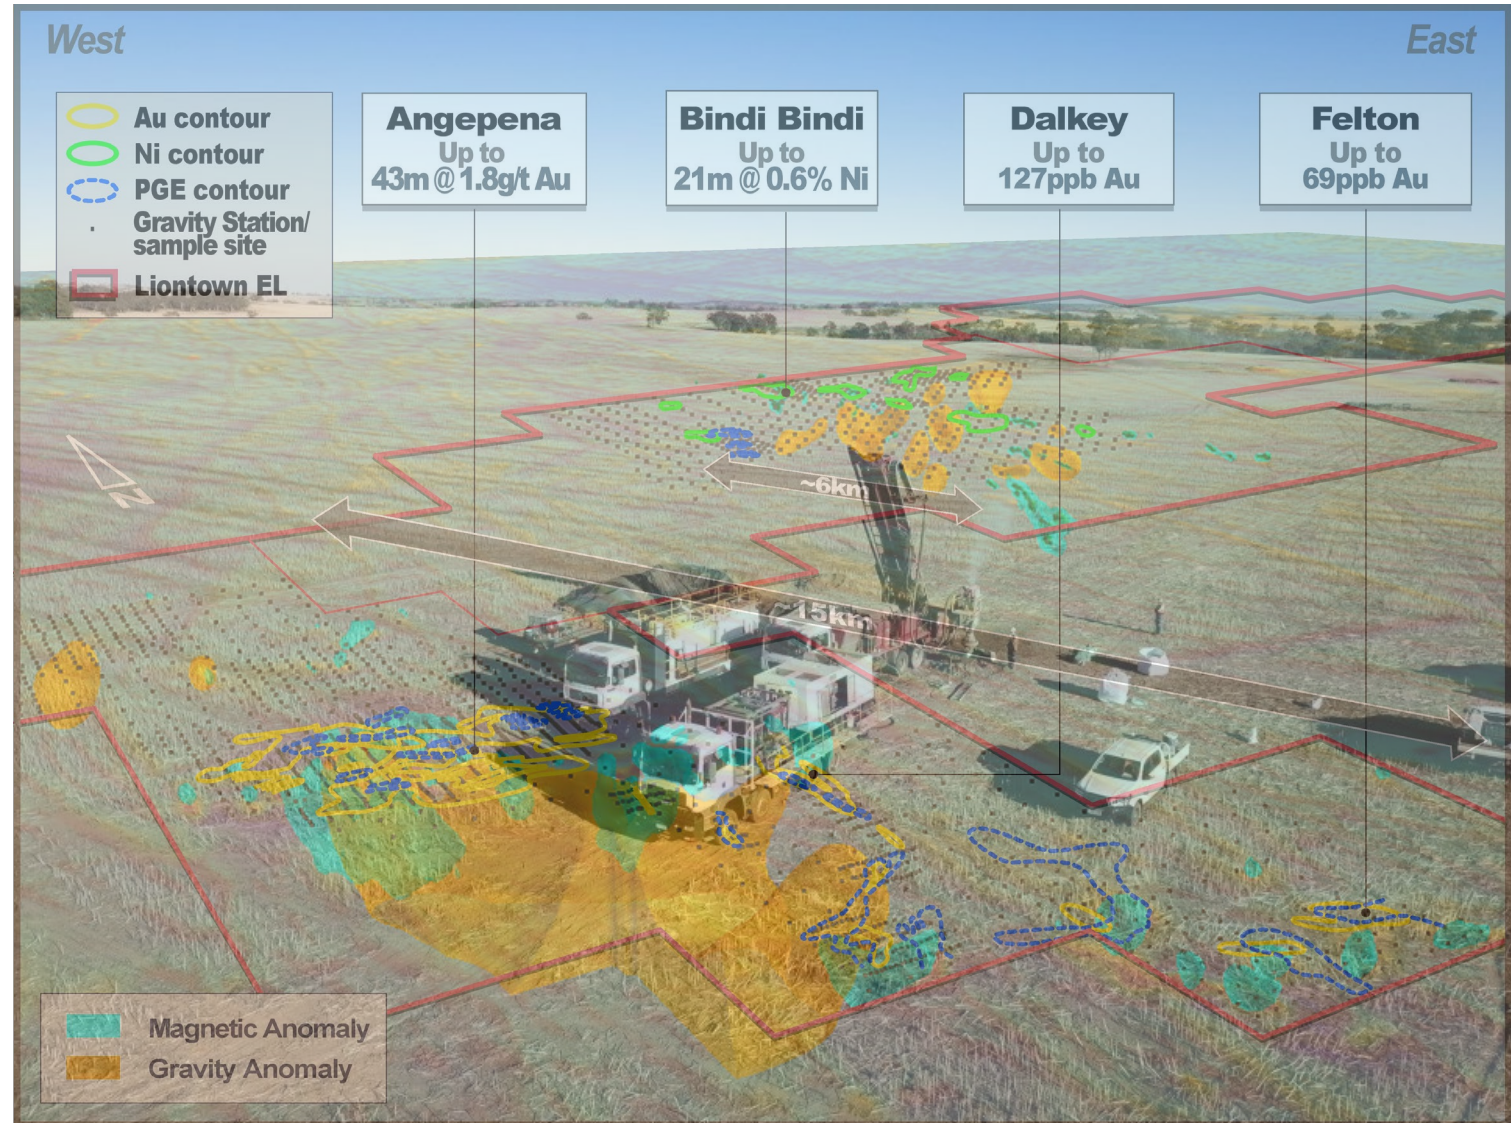 West
East
Au contour
Ni contour
PGE contour
Gravity Station/
sample site
Liontown EL
Angepena
Up to
43m @ 1.8g/t Au
Bindi Bindi
Up to
21m @ 0.6% Ni
Dalkey
Up to
127ppb Au
Felton
Up to
69ppb Au
N
~6km
~15km
Magnetic Anomaly
Gravity Anomaly